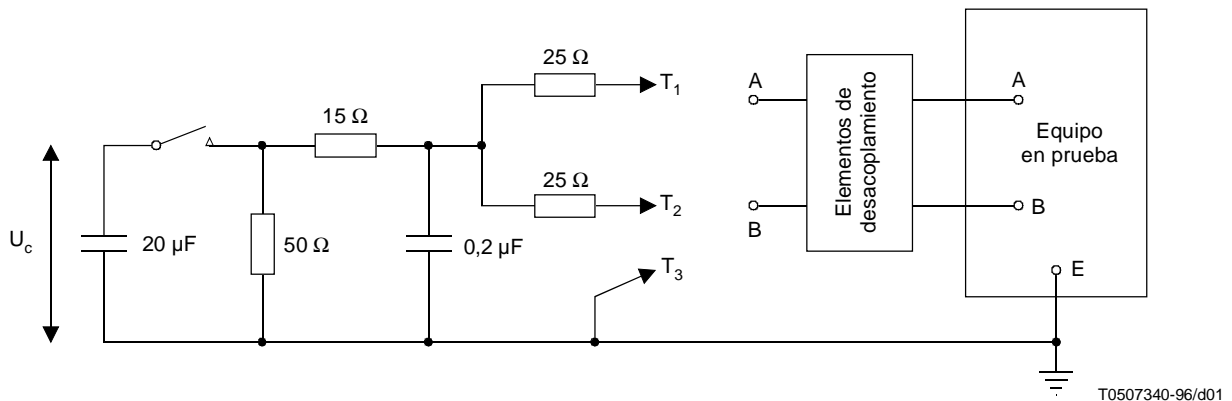 25 Ω
T1
A
A
15 Ω
Elementos de
desacoplamiento
Equipo
en prueba
25 Ω
T2
B
B
Uc
20 µF
50 Ω
0,2 µF
T3
E
T0507340-96/d01